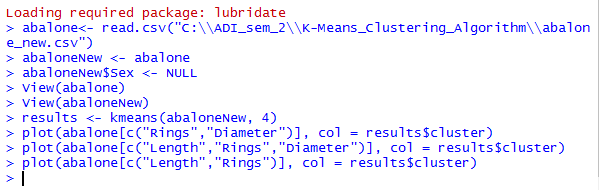 Loading required package: lubridate
> abalone<- read.csv("C:\\ADI_sem_2\\K-Means_Clustering_Algorithm\\abalon
e_new.csv")
> abaloneNew <- abalone
> abaloneNew$Sex <- NULL
> View(abalone)
> View(abaloneNew)
> results <- kmeans(abaloneNew, 4)
> plot(abalone[c("Rings","Diameter")], col = results$cluster)
> plot(abalone[c("Length","Rings","Diameter")], col = results$cluster)
> plot(abalone[c("Length","Rings")], col = results$cluster)
>